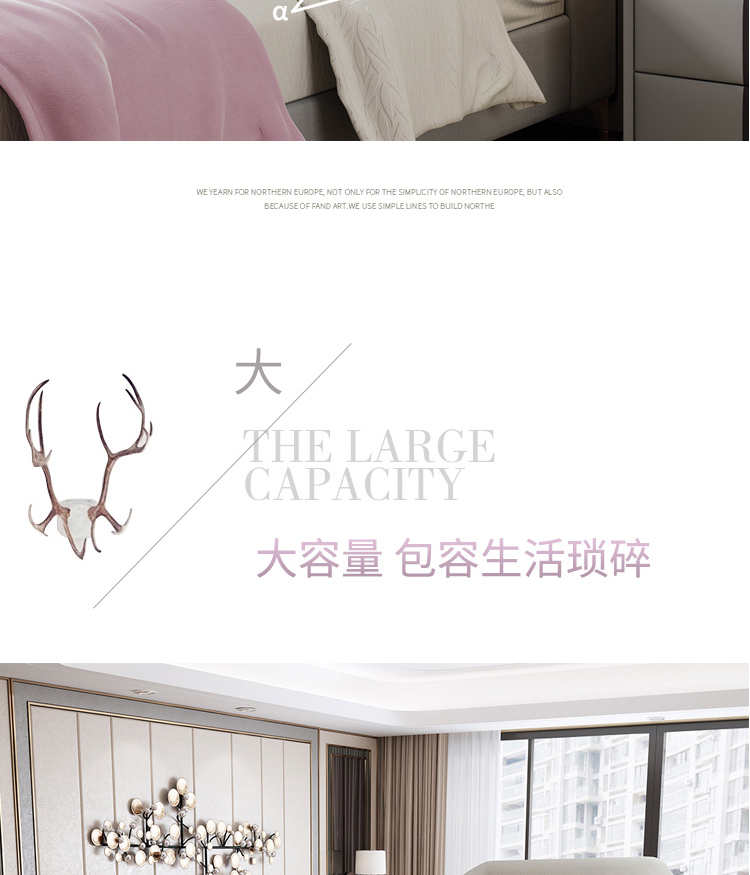 α
WE YEARN FOR NORTHERN EUROPE, NOT ONLY FOR THE SIMPLICITY OF NORTHERN EUROPE, BUT ALSO
BECAUSE OF FAND ART.WE USE SIMPLE LINES TO BUILD NORTHE
大
THE LARGE
CAPACITY
大容量 包容生活琐碎